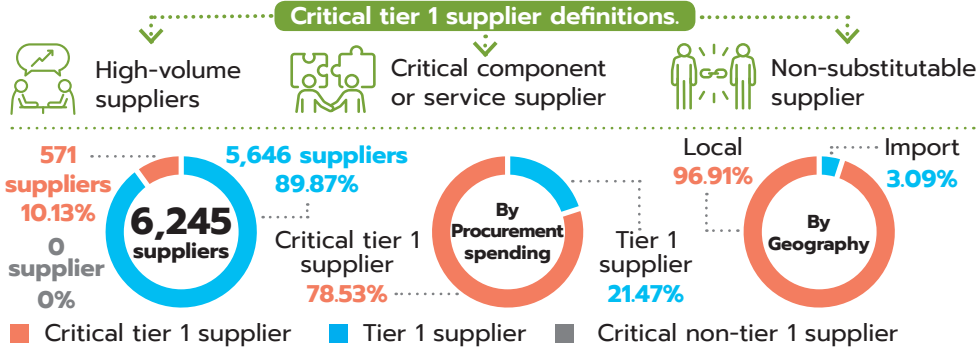 Critical tier 1 supplier definitions.
High-volume
suppliers
Critical component
or service supplier
Non-substitutable
supplier
571
suppliers
10.13%
0
supplier
0%
6,245
suppliers
5,646 suppliers
89.87%
Critical tier 1
supplier
78.53%
By
Procurement
spending
Tier 1
supplier
21.47%
Local
96.91%
By
Geography
Import
3.09%
Critical tier 1 supplier
Tier 1 supplier
Critical non-tier 1 supplier